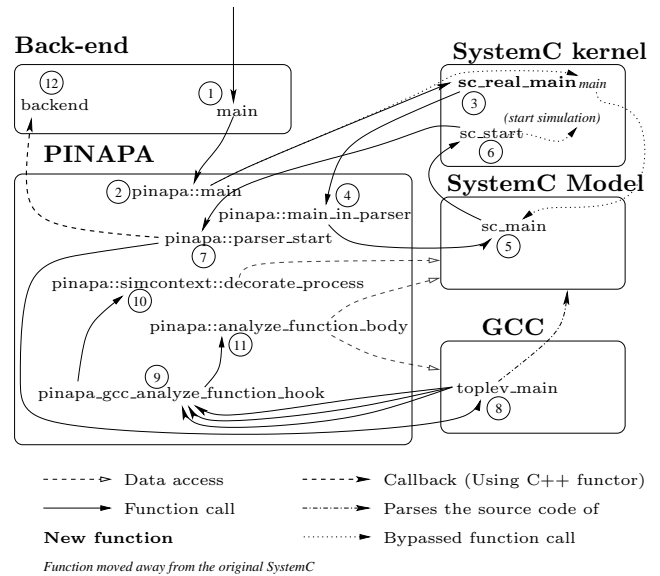 Back-end
SystemC kernel
12
backend
1
main
sc_real_main main
3
(start simulation)
sc_start
6
PINAPA
SystemC Model
2 pinapa::main
4
pinapa::main_in_parser
sc_main
5
pinapa::parser_start
7
pinapa::simcontext::decorate_process
10
GCC
pinapa::analyze_function_body
11
9
pinapa_gcc_analyze_function_hook
toplev_main
8
Data access
Callback (Using C++ functor)
Function call
Parses the source code of
New function
Bypassed function call
Function moved away from the original SystemC